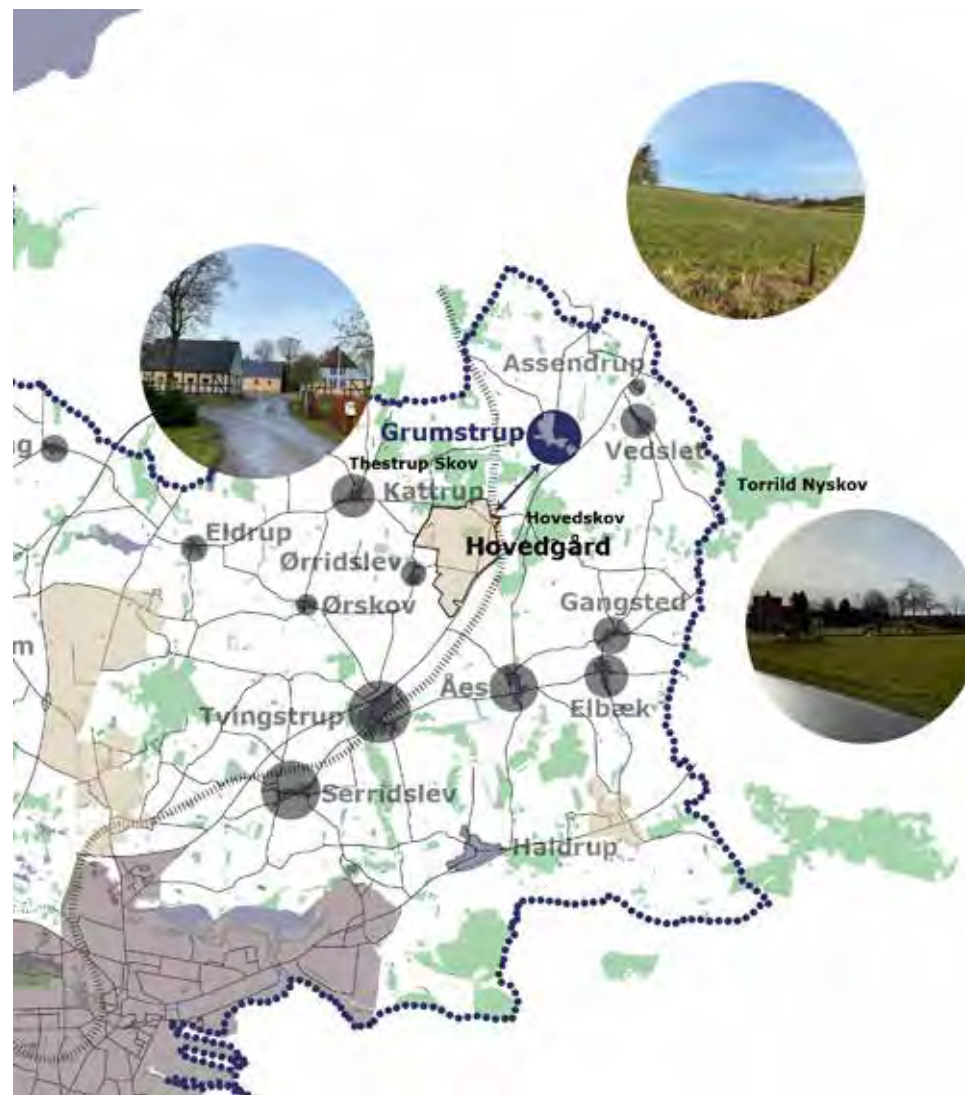 Assendrup
Grumstrup
Vedslet
Thestrup Skov
Kattrup
Torrild Nyskov
Hovedskov
Hovedgård
Eldrup
Ørridslev
Ørskov
Gangsted
Åes
Elbæk
Tvingstrup
Serridslev
Haldrup
g
m